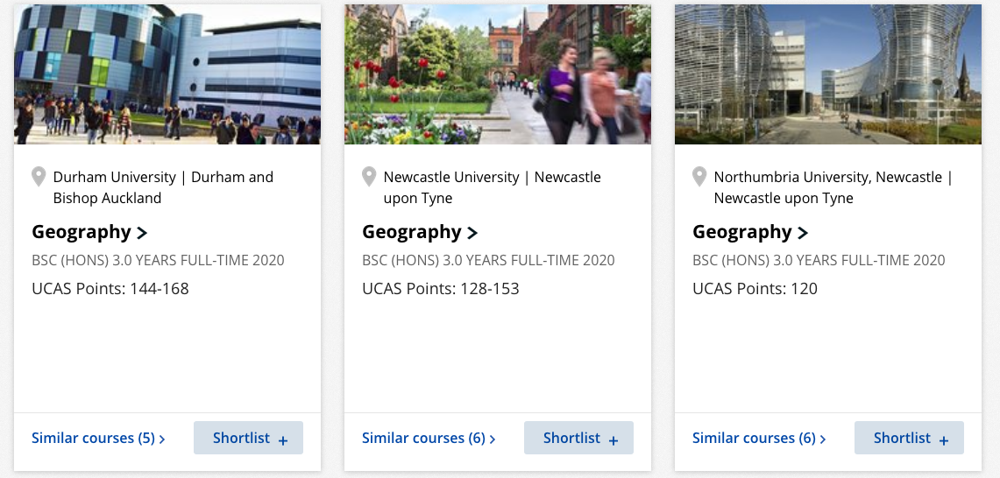 Durham University | Durham and
Bishop Auckland
Geography >
BSC (HONS) 3.0 YEARS FULL-TIME 2020
UCAS Points: 144-168
Similar courses (5) >
Shortlist +
Newcastle University | Newcastle
upon Tyne
Geography >
BSC (HONS) 3.0 YEARS FULL-TIME 2020
UCAS Points: 128-153
Similar courses (6) >
Shortlist +
Northumbria University, Newcastle |
Newcastle upon Tyne
Geography >
BSC (HONS) 3.0 YEARS FULL-TIME 2020
UCAS Points: 120
Similar courses (6) >
Shortlist +